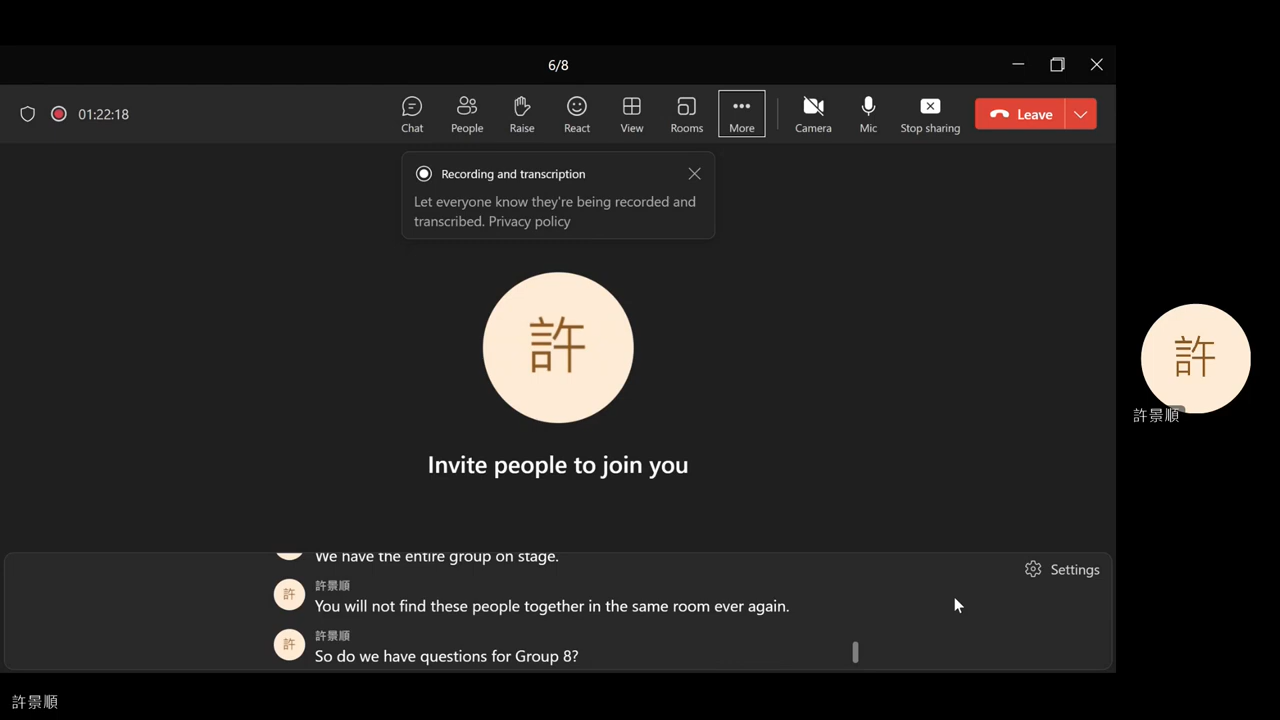 6/8
01:22:18
Chat
People
Raise
React
View
Rooms
More
Camera
Mic
Stop sharing
Leave
Recording and transcription
Let everyone know they're being recorded and
transcribed. Privacy policy
許
許
許景順
Invite people to join you
We have the entire group on stage.
Settings
許
許景順
You will not find these people together in the same room ever again.
許
許景順
So do we have questions for Group 8?
許景順